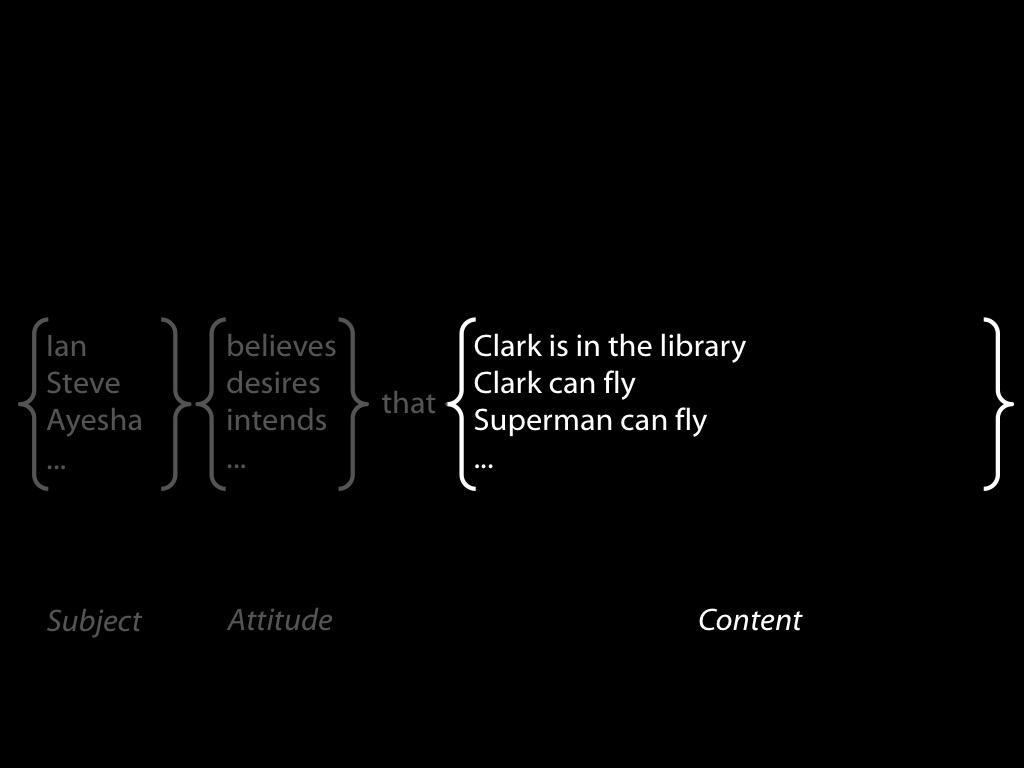 Ian
Steve
Ayesha
...
believes
desires
intends
...
that
Clark is in the library
Clark can fly
Superman can fly
...
Subject
Attitude
Content